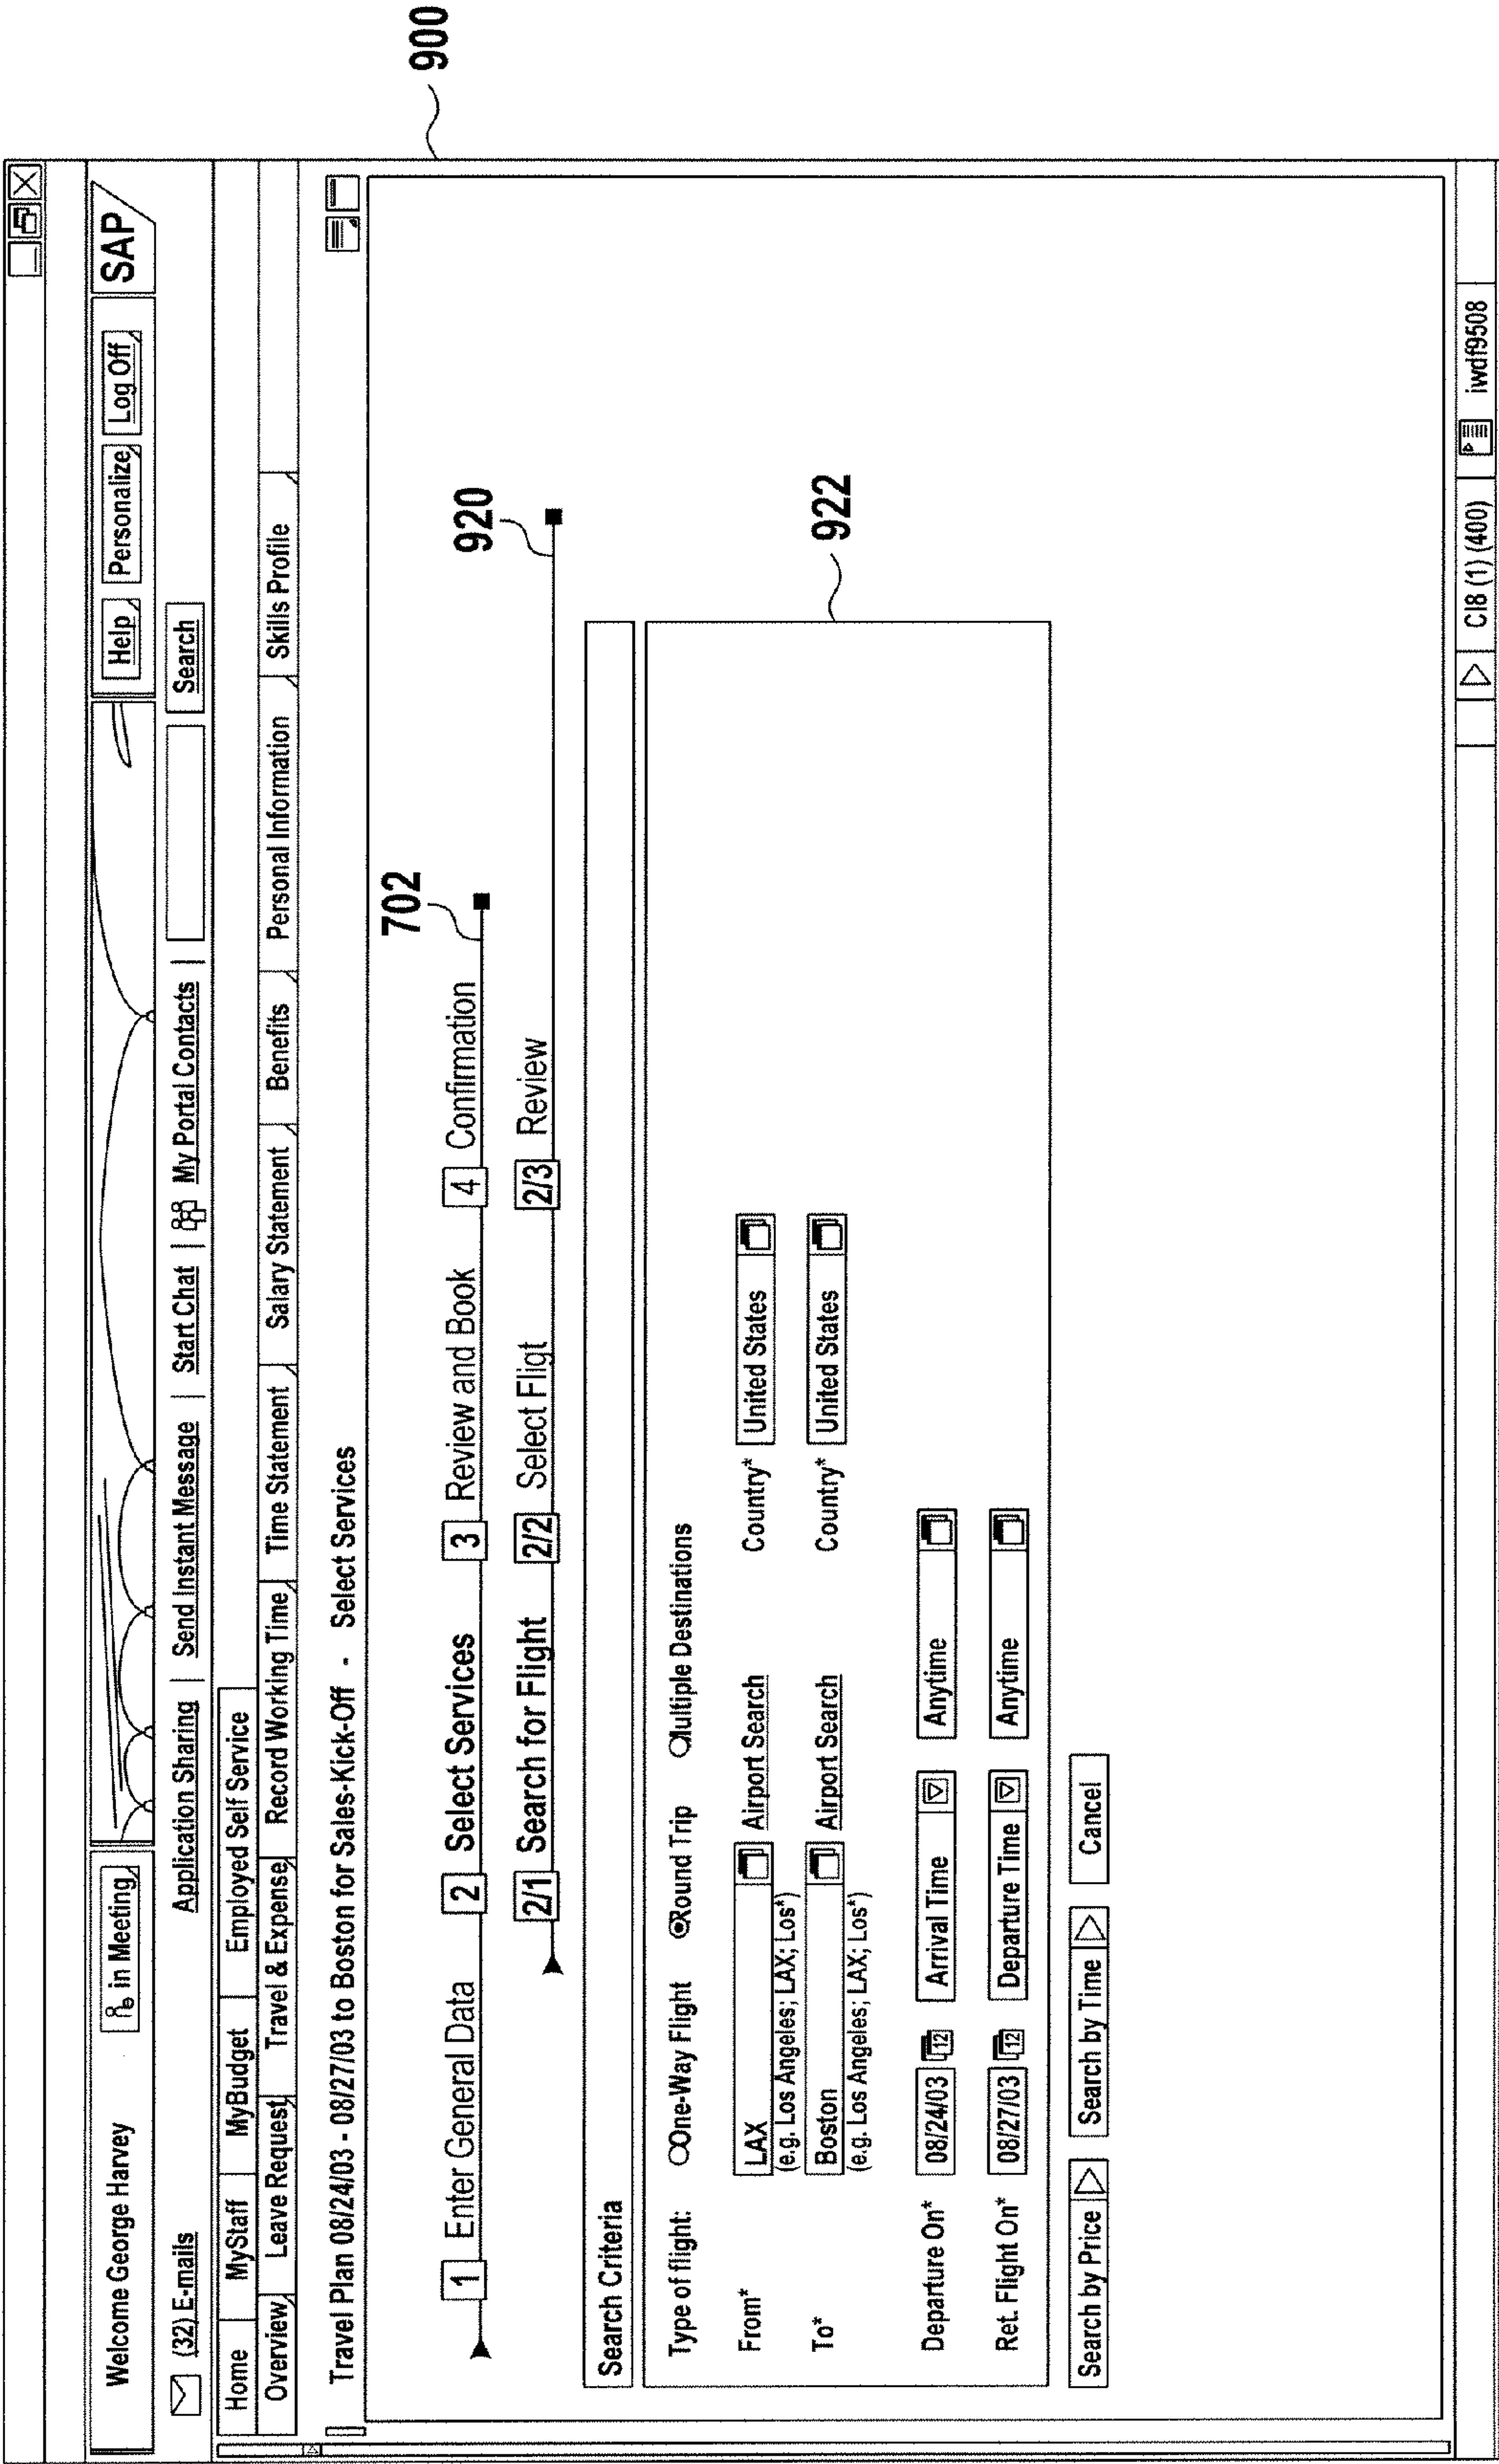 900
Welcome George Harvey in Meeting Help Personalize Log Off SAP
(32) E-mails Application Sharing | Send Instant Message | Start Chat | My Portal Contacts | Search
Home MyStaff MyBudget Employed Self Service
Overview Leave Request Travel & Expense Record Working Time Time Statement Salary Statement Benefits Personal Information Skills Profile
Travel Plan 08/24/03 - 08/27/03 to Boston for Sales-Kick-Off - Select Services
702
1 Enter General Data 2 Select Services 3 Review and Book 4 Confirmation
920
2/1 Search for Flight 2/2 Select Fligt 2/3 Review
Search Criteria
922
Type of flight: One-Way Flight Round Trip Multiple Destinations
From* LAX Airport Search Country* United States
(e.g. Los Angeles; LAX; Los*)
To* Boston Airport Search Country* United States
(e.g. Los Angeles; LAX; Los*)
Departure On* 08/24/03 12 Arrival Time Anytime
Ret. Flight On* 08/27/03 12 Departure Time Anytime
Search by Price Search by Time Cancel
CI8 (1) (400) iwdf9508